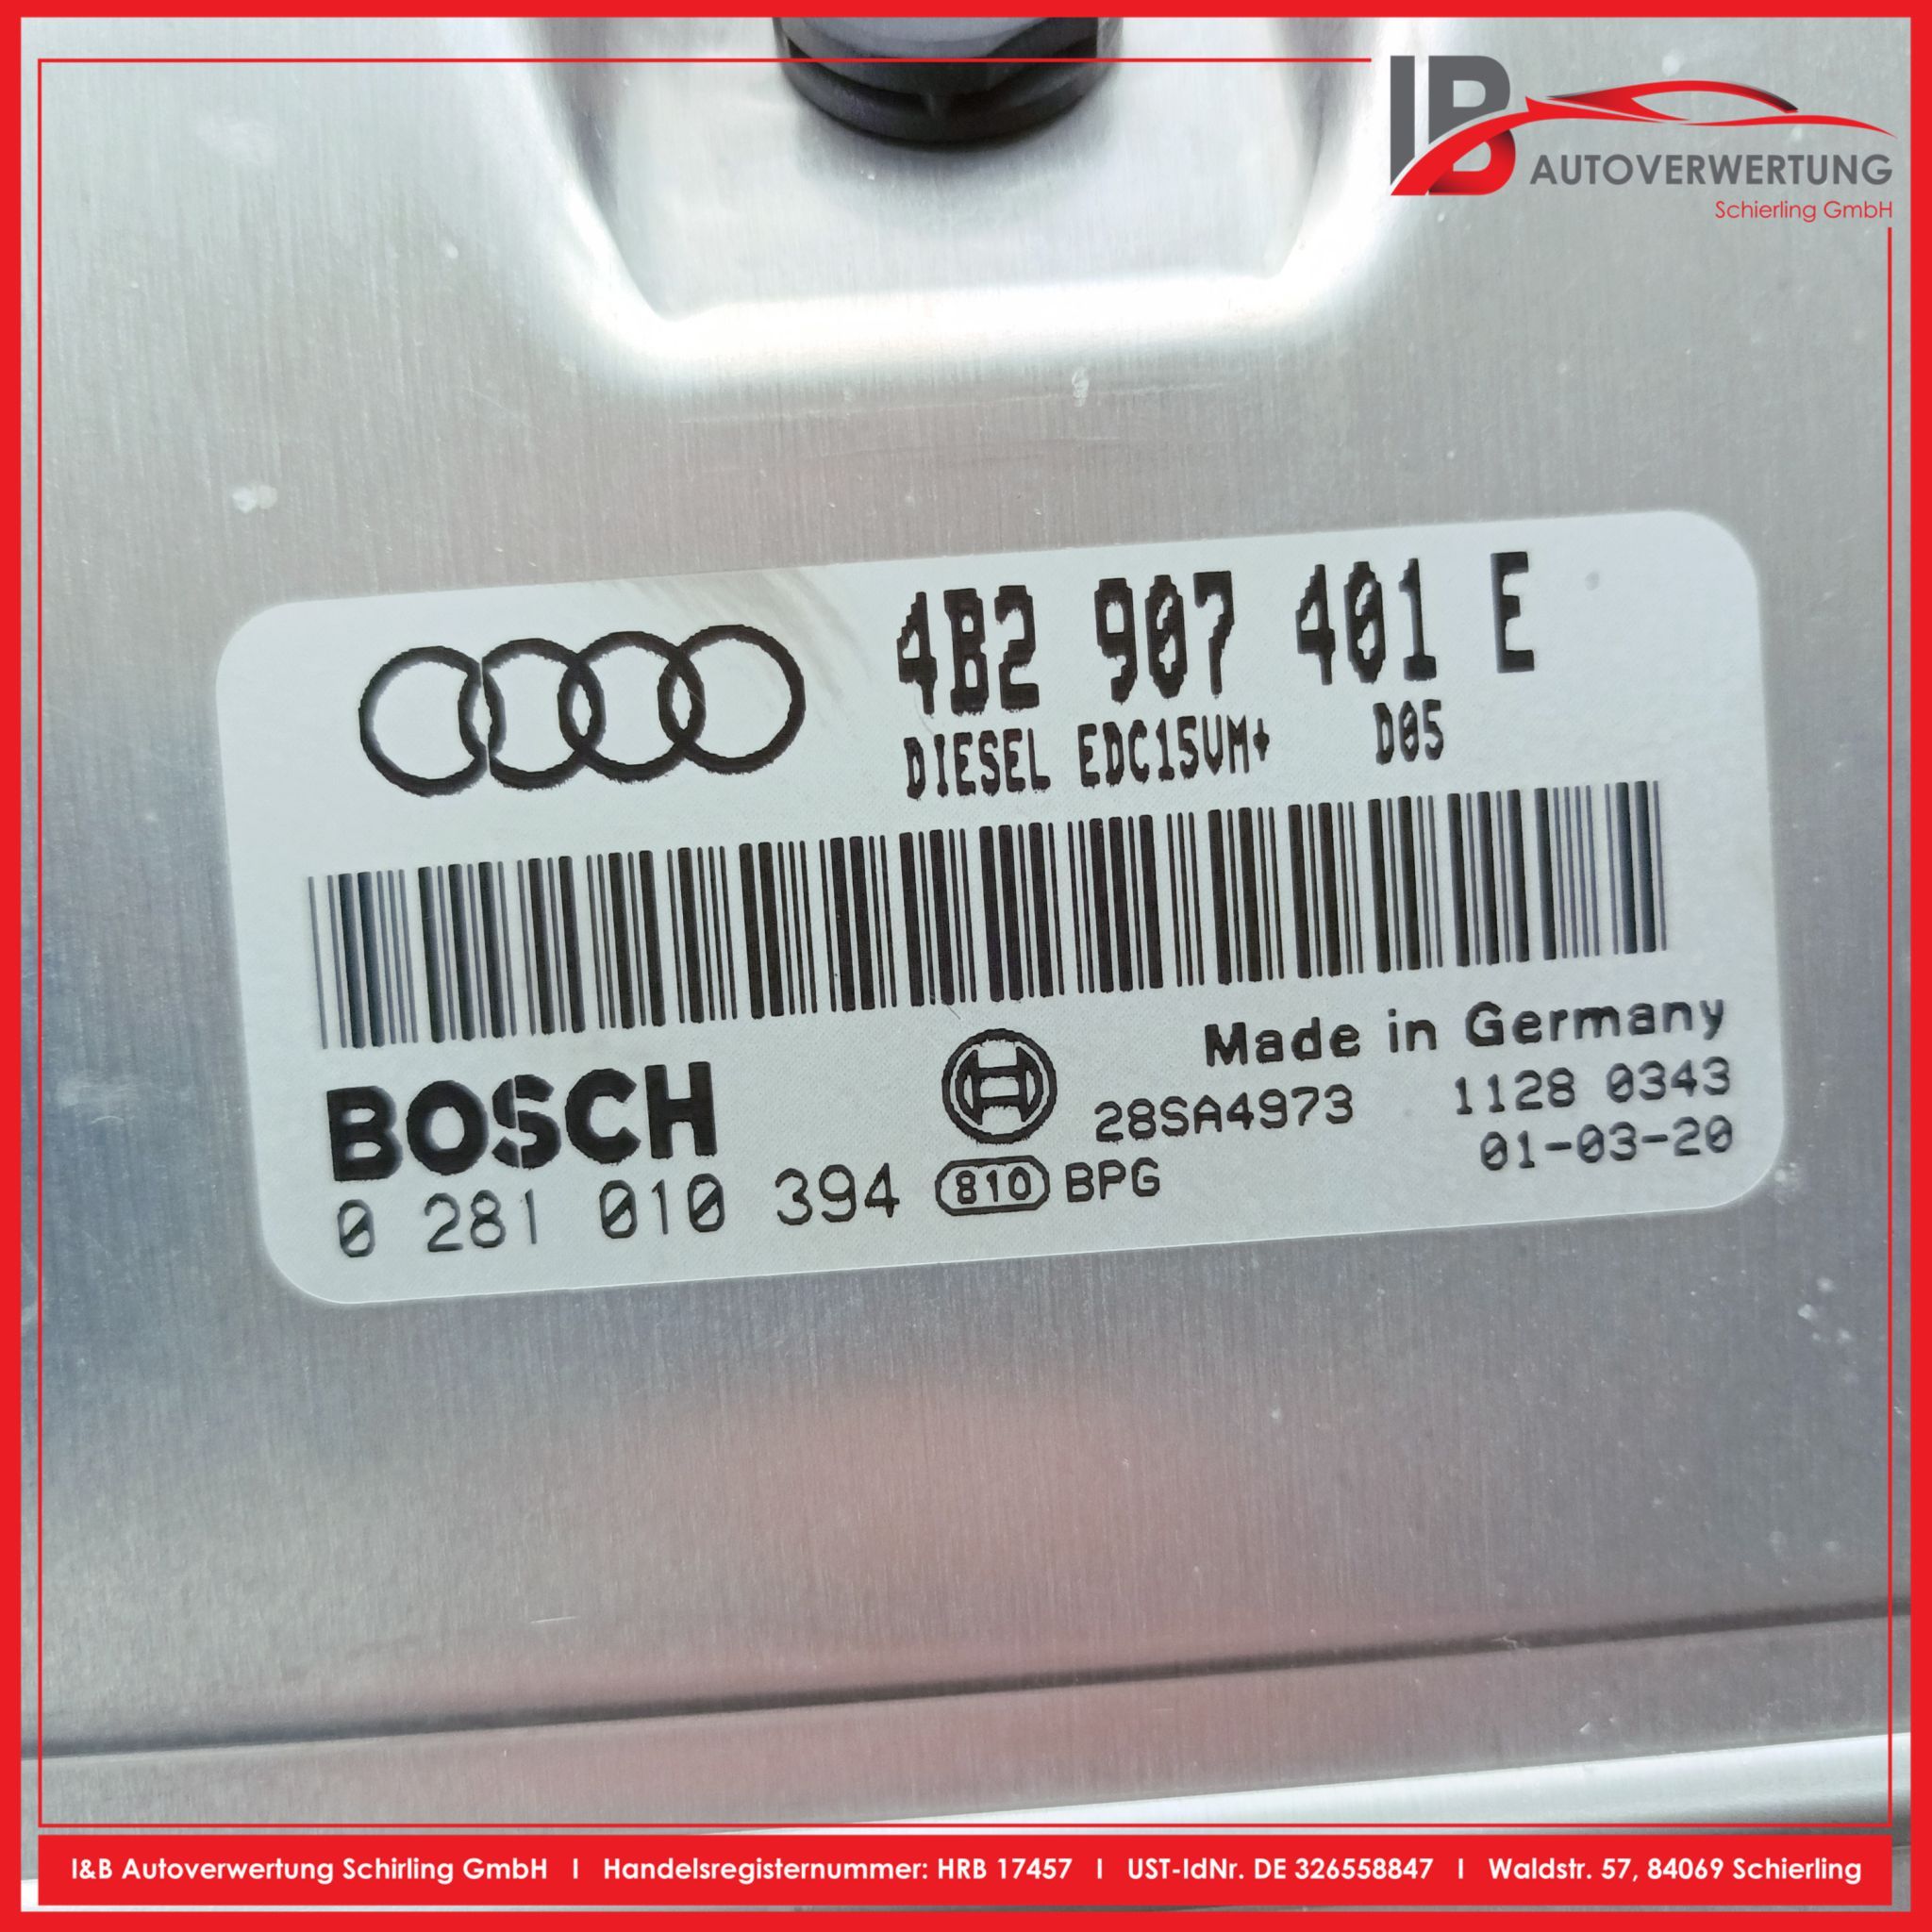 IB
AUTOVERWERTUNG
Schierling GmbH
4B2 907 401 E
DIESEL EDC15VM+ D05
Made in Germany
BOSCH 28SA4973 1128 0343
0 281 010 394 810 BPG 01-03-20
I&B Autoverwertung Schirling GmbH I Handelsregisternummer: HRB 17457 I UST-IdNr. DE 326558847 I Waldstr. 57, 84069 Schierling